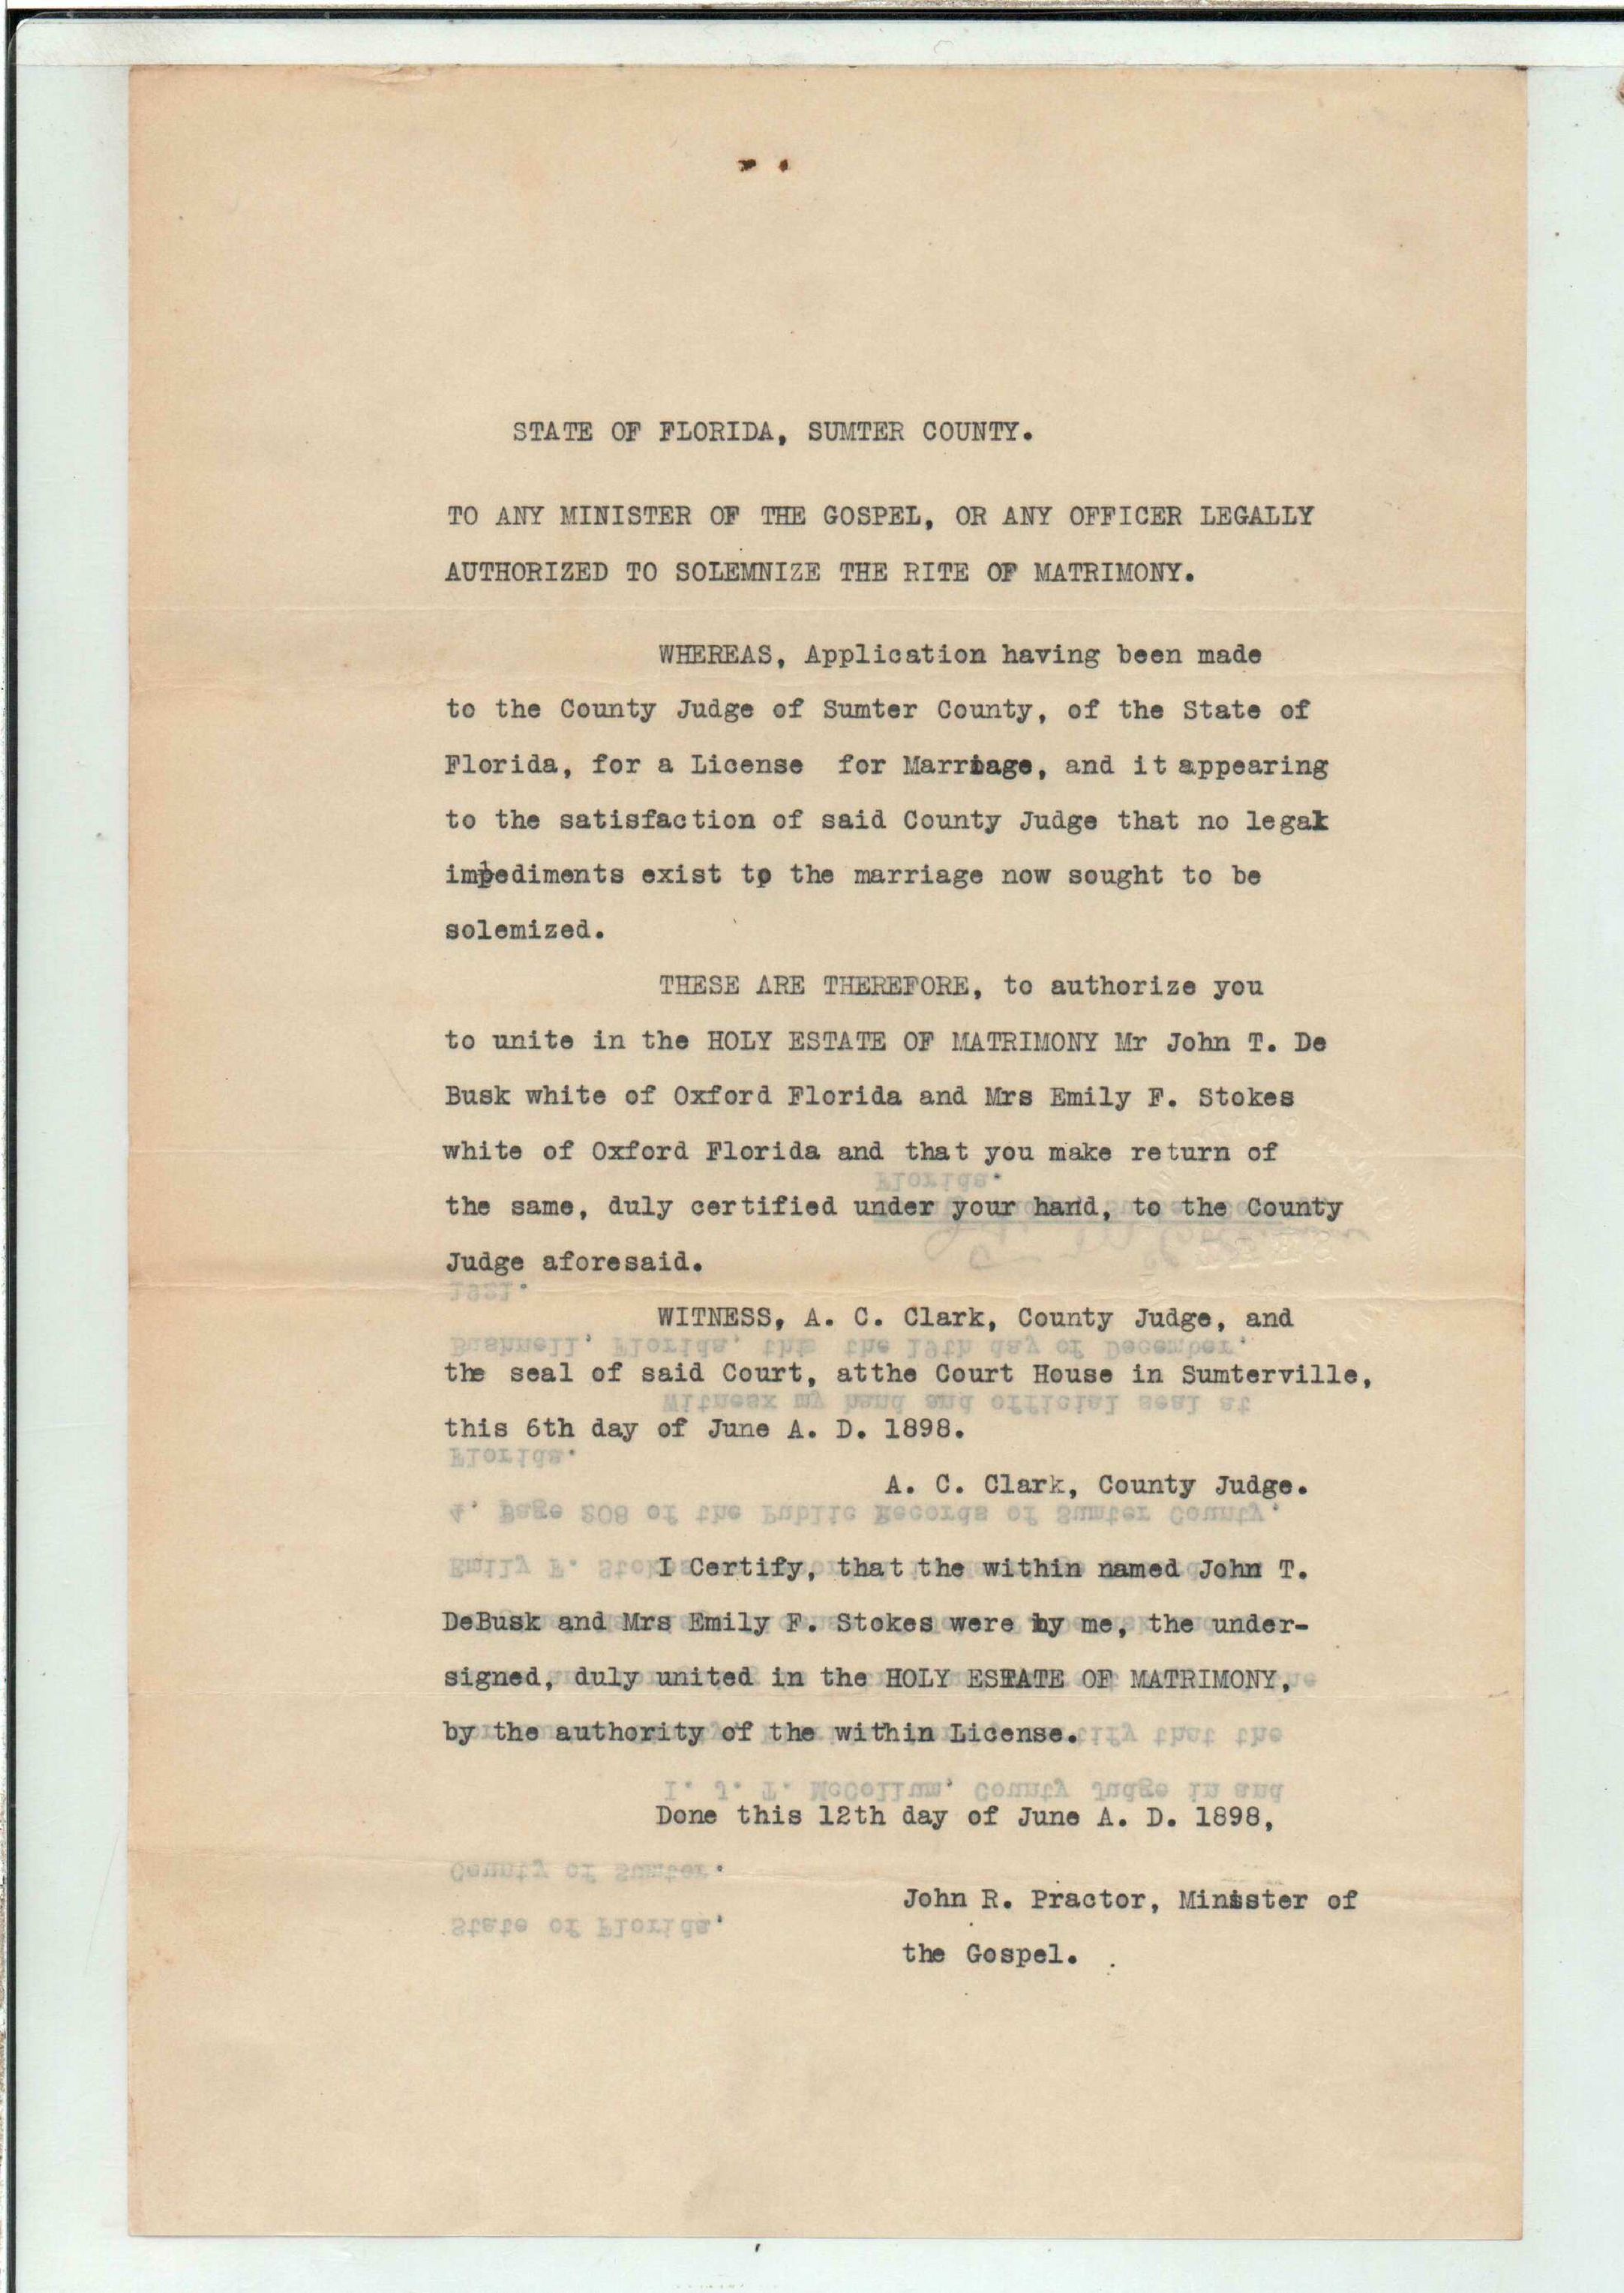 STATE OF FLORIDA, SUMTER COUNTY.
TO ANY MINISTER OF THE GOSPEL, OR ANY OFFICER LEGALLY
AUTHORIZED TO SOLEMNIZE THE RITE OF MATRIMONY.
WHEREAS, Application having been made
to the County Judge of Sumter County, of the State of
Florida, for a License for Marriage, and it appearing
to the satisfaction of said County Judge that no legal
impediments exist to the marriage now sought to be
solemized.
THESE ARE THEREFORE, to authorize you
to unite in the HOLY ESTATE OF MATRIMONY Mr John T. De
Busk white of Oxford Florida and Mrs Emily F. Stokes
white of Oxford Florida and that you make return of
the same, duly certified under your hand, to the County
Judge aforesaid.
WITNESS, A. C. Clark, County Judge, and
the seal of said Court, atthe Court House in Sumterville,
this 6th day of June A. D. 1898.
A. C. Clark, County Judge.
I Certify, that the within named John T.
DeBusk and Mrs Emily F. Stokes were by me, the under-
signed, duly united in the HOLY ESTATE OF MATRIMONY,
by the authority of the within License.
Done this 12th day of June A. D. 1898,
John R. Practor, Minister of
the Gospel.